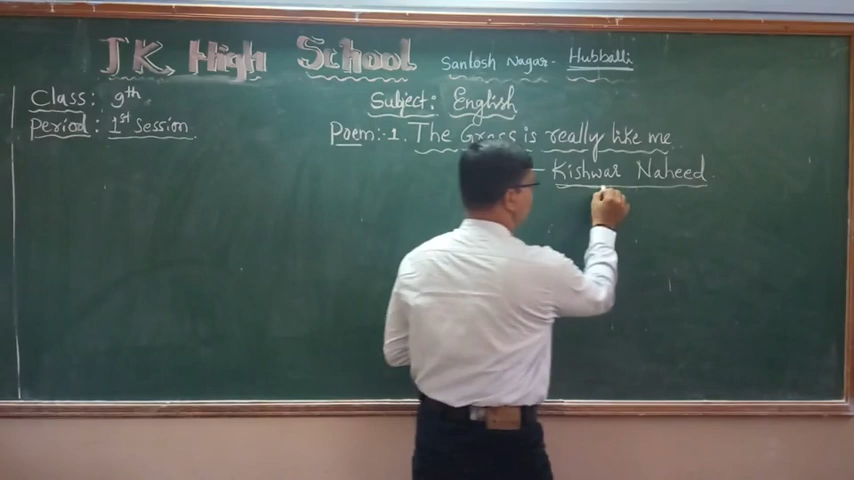 JK High School Santosh Nagar- Hubballi
Class: 9th
Subject: English
Period: 1st Session
Poem:-1. The Grass is really like me
— Kishwar Naheed.